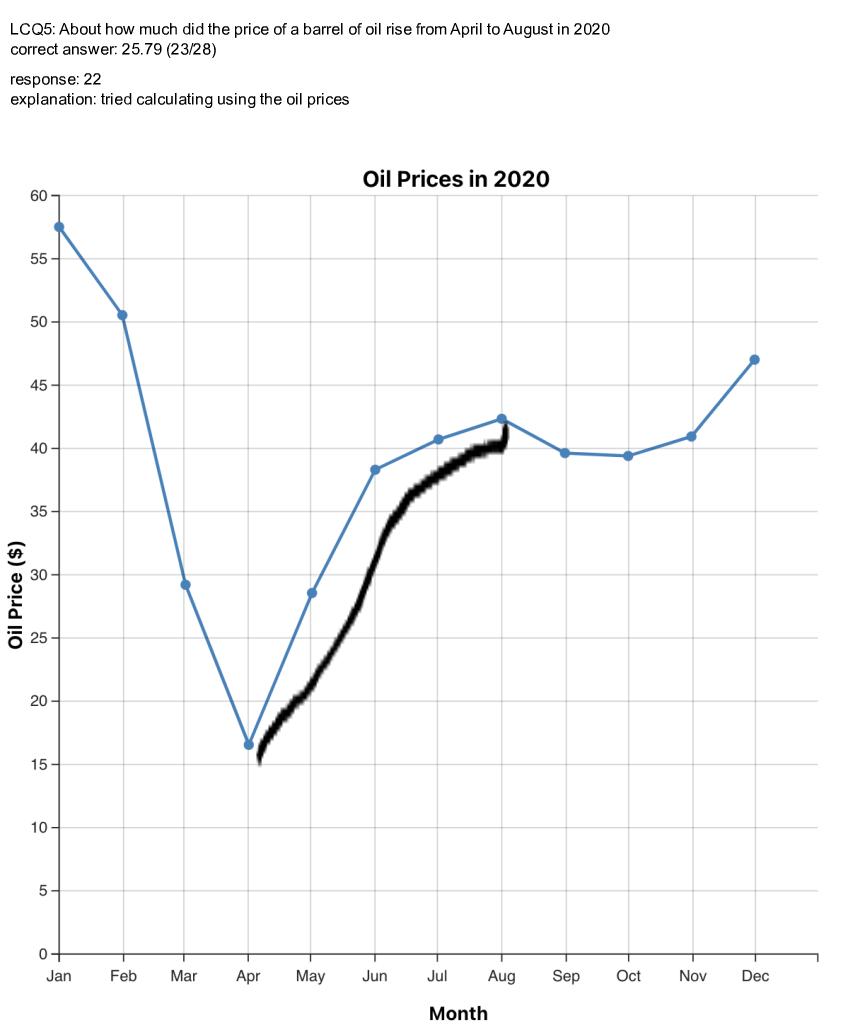 LCQ5: About how much did the price of a barrel of oil rise from April to August in 2020
correct answer: 25.79 (23/28)
response: 22
explanation: tried calculating using the oil prices
Oil Prices in 2020
60
55
50
45
40
35
30
25
20
15
10
5
0
Oil Price ($)
Jan Feb Mar Apr May Jun Jul Aug Sep Oct Nov Dec
Month